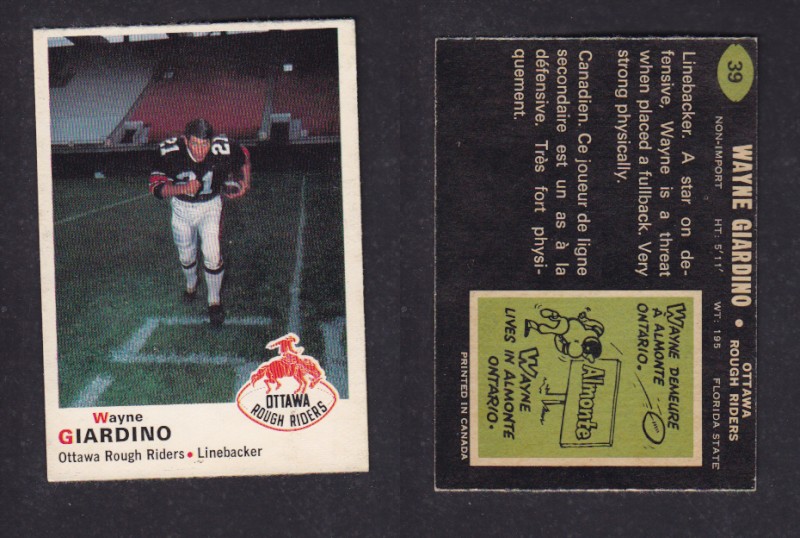 21
21
OTTAWA
ROUGH RIDERS
Wayne
GIARDINO
Ottawa Rough Riders • Linebacker
39
WAYNE GIARDINO •
OTTAWA
ROUGH RIDERS
NON-IMPORT HT: 5'11" WT: 195 FLORIDA STATE
Linebacker. A star on de-
fensive, Wayne is a threat
when placed a fullback. Very
strong physically.
Canadien. Ce joueur de ligne
secondaire est un as à la
défensive. Très fort physi-
quement.
WAYNE DEMEURE
A ALMONTE
ONTARIO.
Almonte
WAYNE
LIVES IN ALMONTE
ONTARIO.
PRINTED IN CANADA